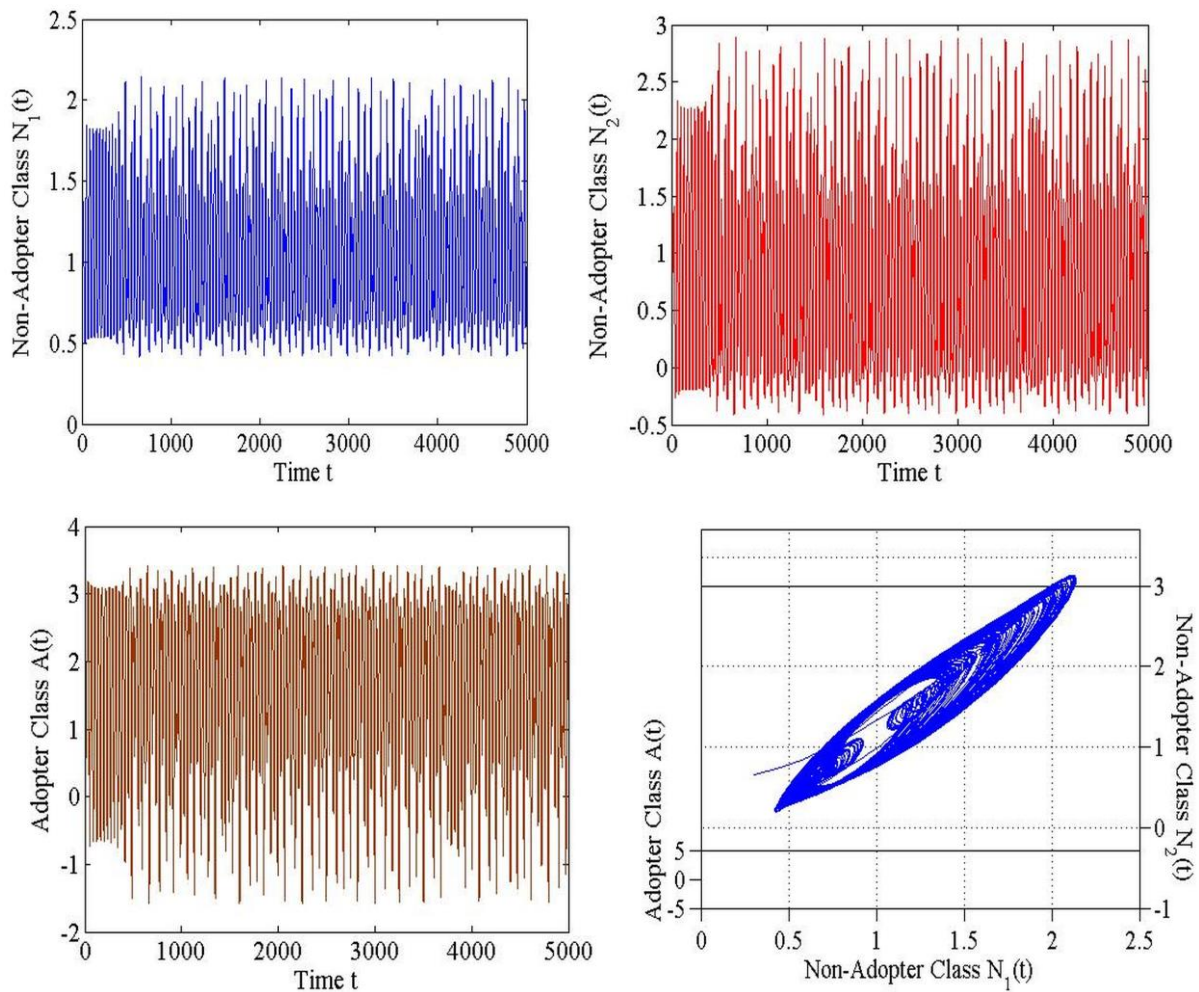 2.5
2
1.5
1
0.5
0
Non-Adopter Class N₁(t)
0 1000 2000 3000 4000 5000
Time t
3
2.5
2
1.5
1
0.5
0
-0.5
Non-Adopter Class N₂(t)
0 1000 2000 3000 4000 5000
Time t
4
3
2
1
0
-1
-2
Adopter Class A(t)
0 1000 2000 3000 4000 5000
Time t
Adopter Class A(t)
5
0
-5
3
2
1
0
-1
Non-Adopter Class N₂(t)
0 0.5 1 1.5 2 2.5
Non-Adopter Class N₁(t)